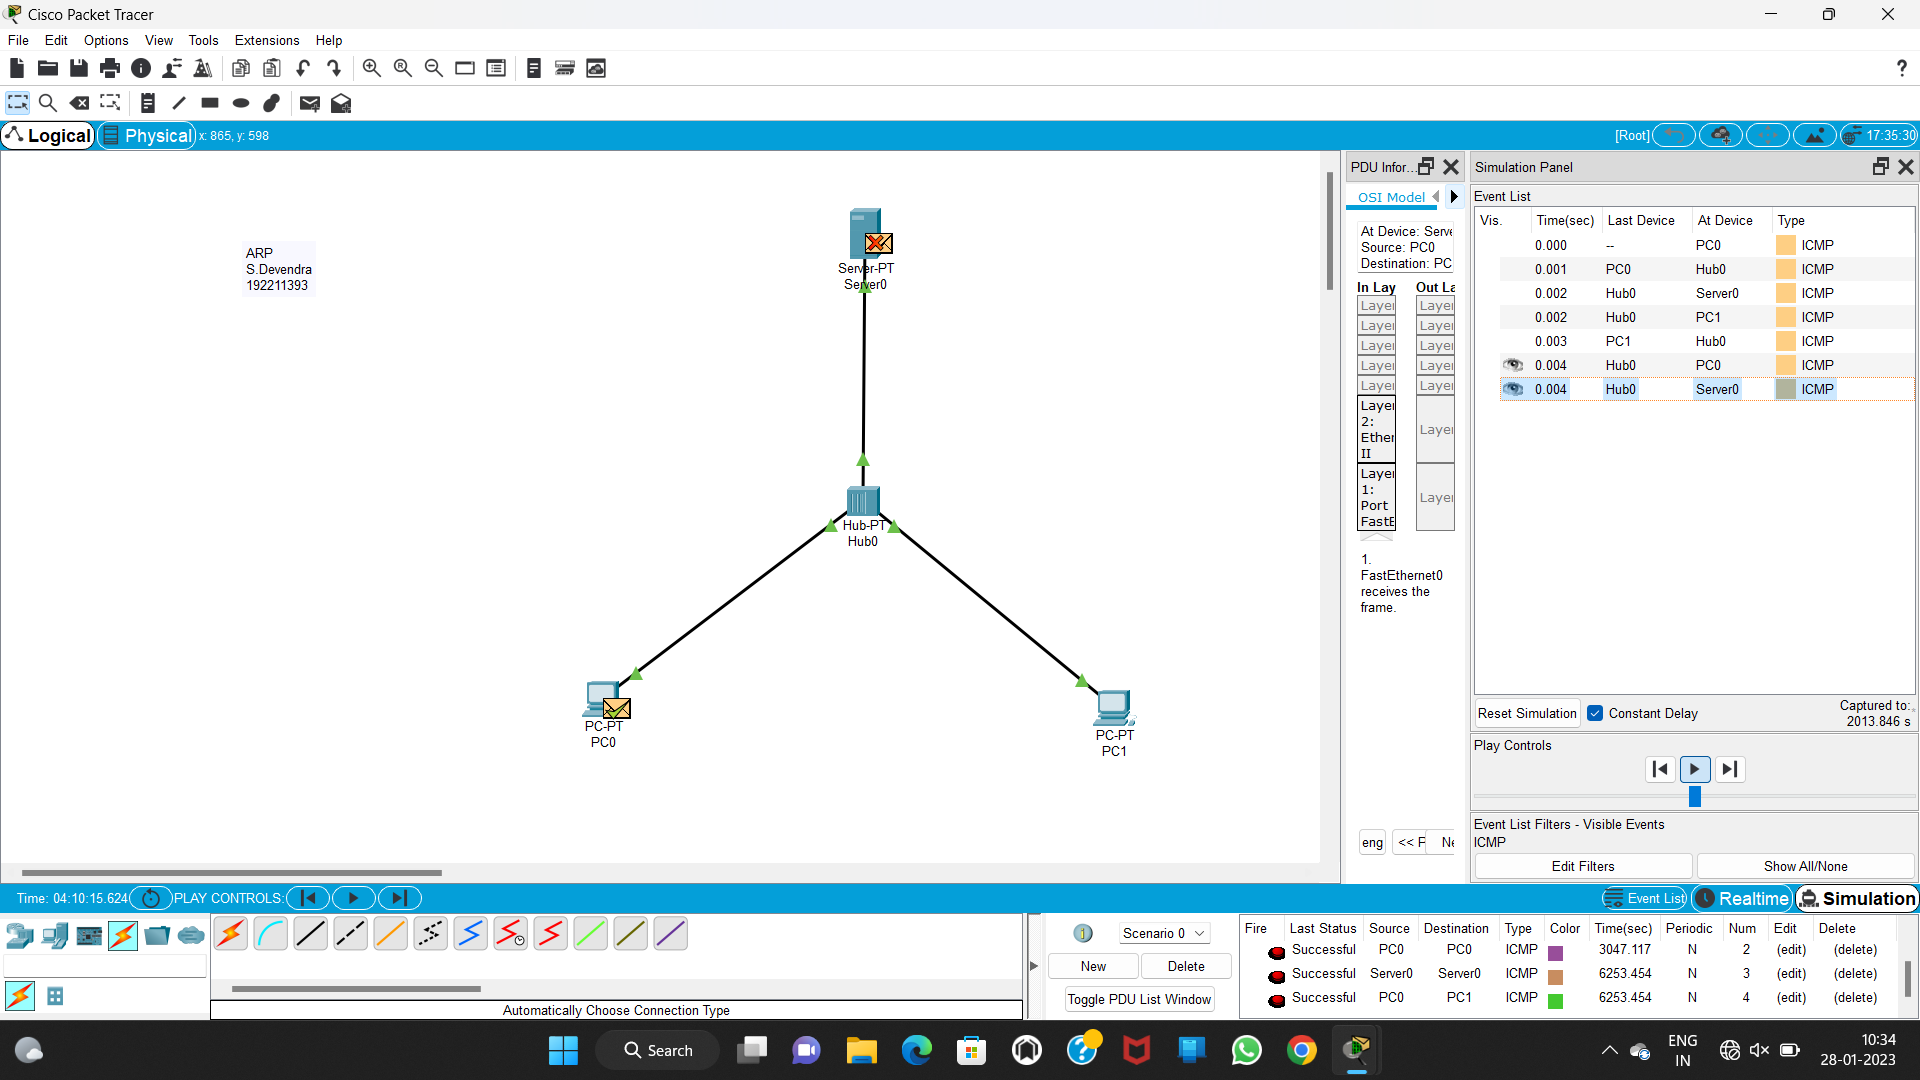 Cisco Packet Tracer
File Edit Options View Tools Extensions Help
Logical Physical x: 865, y: 598 [Root] 17:35:30
ARP
S.Devendra
192211393
Server-PT
Server0
Hub-PT
Hub0
PC-PT
PC0
PC-PT
PC1
PDU Infor...
OSI Model
At Device: Serve
Source: PC0
Destination: PC
In Lay Out La
Layer Layer
Layer Layer
Layer Layer
Layer Layer
Layer Layer
Layer
2:
Ether
II
Layer
Layer
1:
Port
FastE
Layer
1.
FastEthernet0
receives the
frame.
eng << P Ne
Simulation Panel
Event List
Vis. Time(sec) Last Device At Device Type
0.000 -- PC0 ICMP
0.001 PC0 Hub0 ICMP
0.002 Hub0 Server0 ICMP
0.002 Hub0 PC1 ICMP
0.003 PC1 Hub0 ICMP
0.004 Hub0 PC0 ICMP
0.004 Hub0 Server0 ICMP
Reset Simulation Constant Delay Captured to:
2013.846 s
Play Controls
Event List Filters - Visible Events
ICMP
Edit Filters Show All/None
Time: 04:10:15.624 PLAY CONTROLS: Event List Realtime Simulation
Automatically Choose Connection Type
Scenario 0
New Delete
Toggle PDU List Window
Fire Last Status Source Destination Type Color Time(sec) Periodic Num Edit Delete
Successful PC0 PC0 ICMP 3047.117 N 2 (edit) (delete)
Successful Server0 Server0 ICMP 6253.454 N 3 (edit) (delete)
Successful PC0 PC1 ICMP 6253.454 N 4 (edit) (delete)
Search
ENG
IN
10:34
28-01-2023